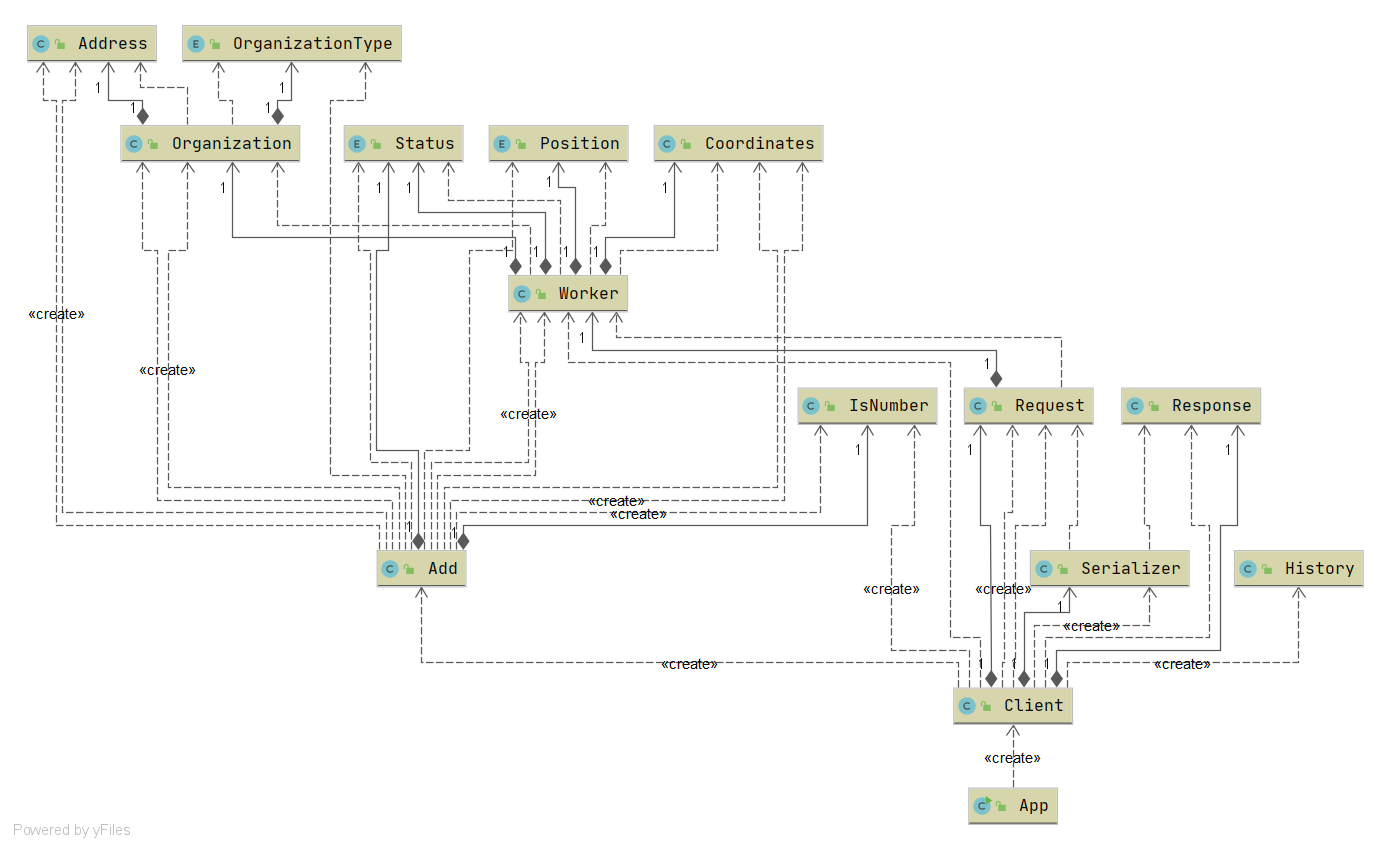 C Address
E OrganizationType
1
1
1
1
C Organization
E Status
E Position
C Coordinates
1
1
1
1
1
1
1
1
1
C Worker
«create»
1
«create»
1
C IsNumber
C Request
C Response
«create»
1
1
1
«create»
«create»
1
1
C Add
C Serializer
C History
«create»
«create»
1
«create»
«create»
«create»
1
1
1
C Client
«create»
C App
Powered by yFiles